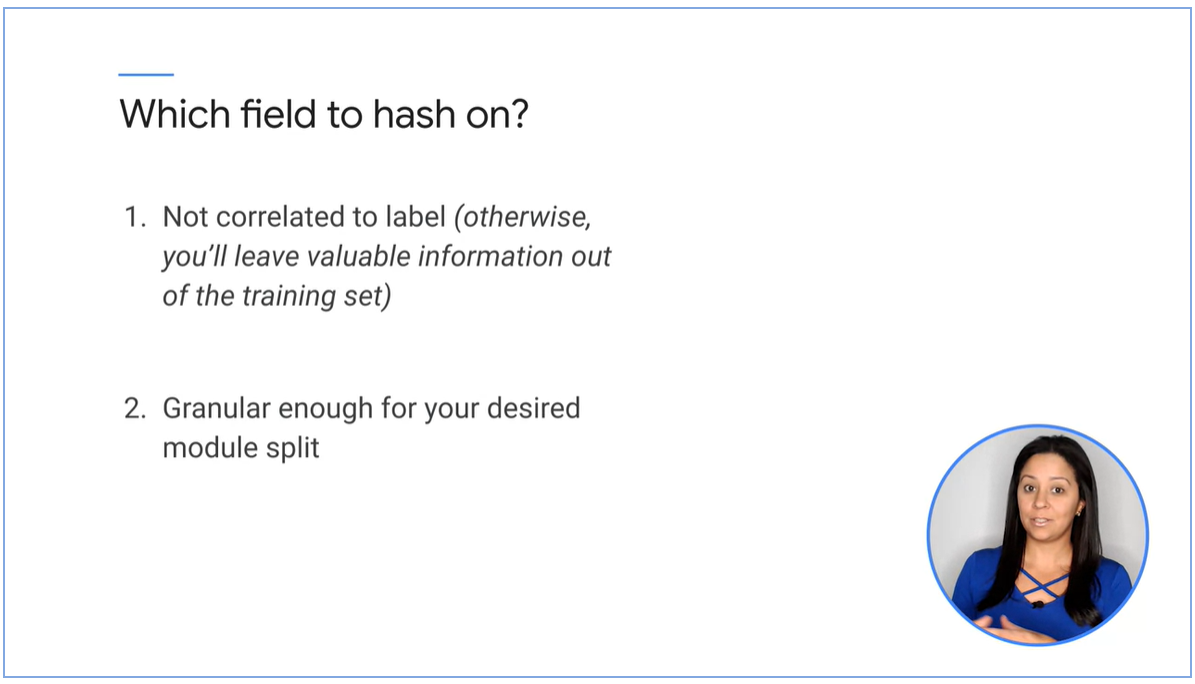 Which field to hash on?
1. Not correlated to label (otherwise,
you'll leave valuable information out
of the training set)
2. Granular enough for your desired
module split